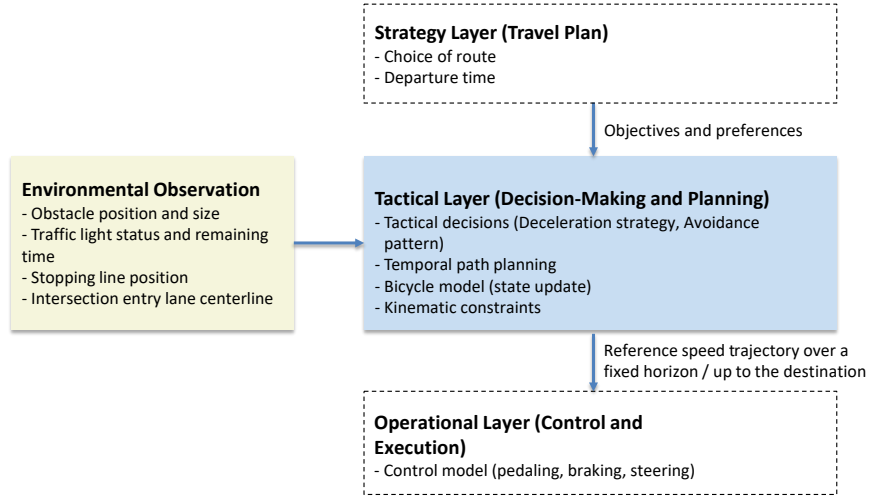 Strategy Layer (Travel Plan)
- Choice of route
- Departure time
Objectives and preferences
Environmental Observation
- Obstacle position and size
- Traffic light status and remaining
time
- Stopping line position
- Intersection entry lane centerline
Tactical Layer (Decision-Making and Planning)
- Tactical decisions (Deceleration strategy, Avoidance
pattern)
- Temporal path planning
- Bicycle model (state update)
- Kinematic constraints
Reference speed trajectory over a
fixed horizon / up to the destination
Operational Layer (Control and
Execution)
- Control model (pedaling, braking, steering)